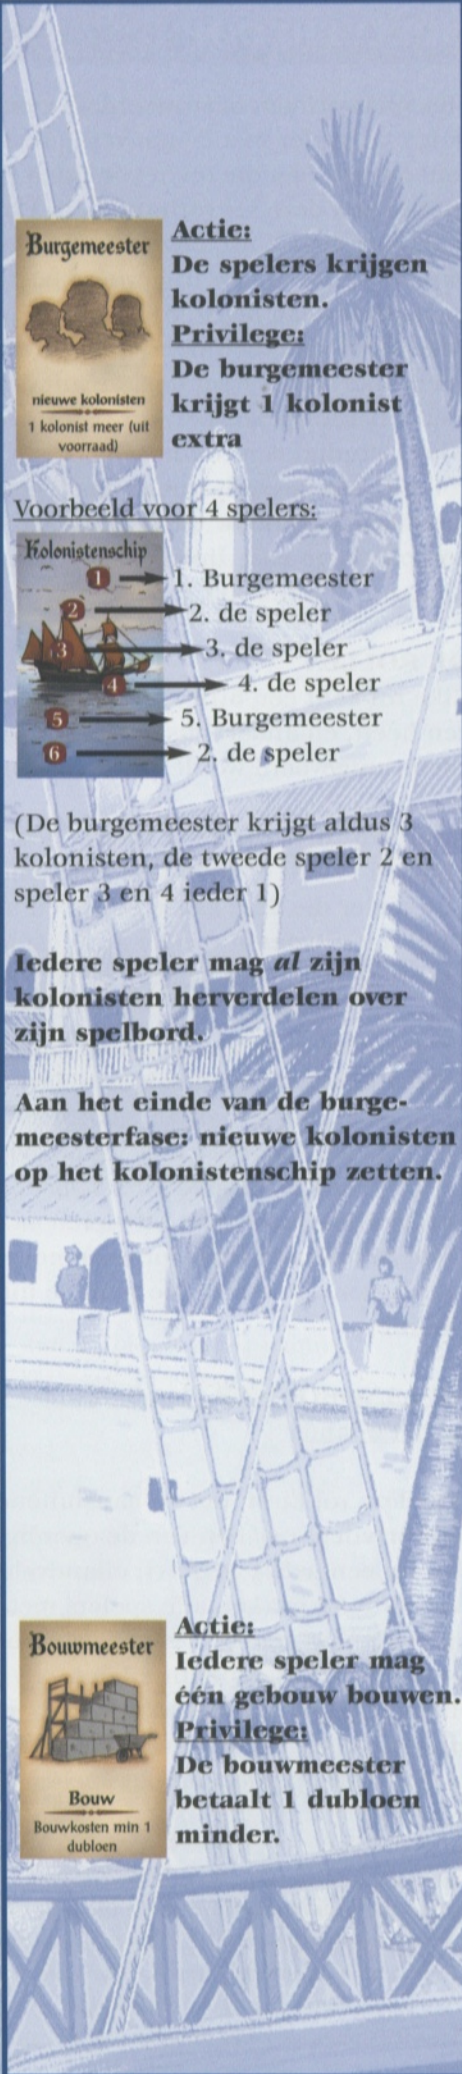 Burgemeester
nieuwe kolonisten
1 kolonist meer (uit
voorraad)
Actie:
De spelers krijgen
kolonisten.
Privilege:
De burgemeester
krijgt 1 kolonist
extra
Voorbeeld voor 4 spelers:
Kolonistenschip
1 1. Burgemeester
2 2. de speler
3 3. de speler
4 4. de speler
5 5. Burgemeester
6 2. de speler
(De burgemeester krijgt aldus 3
kolonisten, de tweede speler 2 en
speler 3 en 4 ieder 1)
Iedere speler mag al zijn
kolonisten herverdelen over
zijn spelbord.
Aan het einde van de burge-
meesterfase: nieuwe kolonisten
op het kolonistenschip zetten.
Bouwmeester
Bouw
Bouwkosten min 1
dubloen
Actie:
Iedere speler mag
één gebouw bouwen.
Privilege:
De bouwmeester
betaalt 1 dubloen
minder.